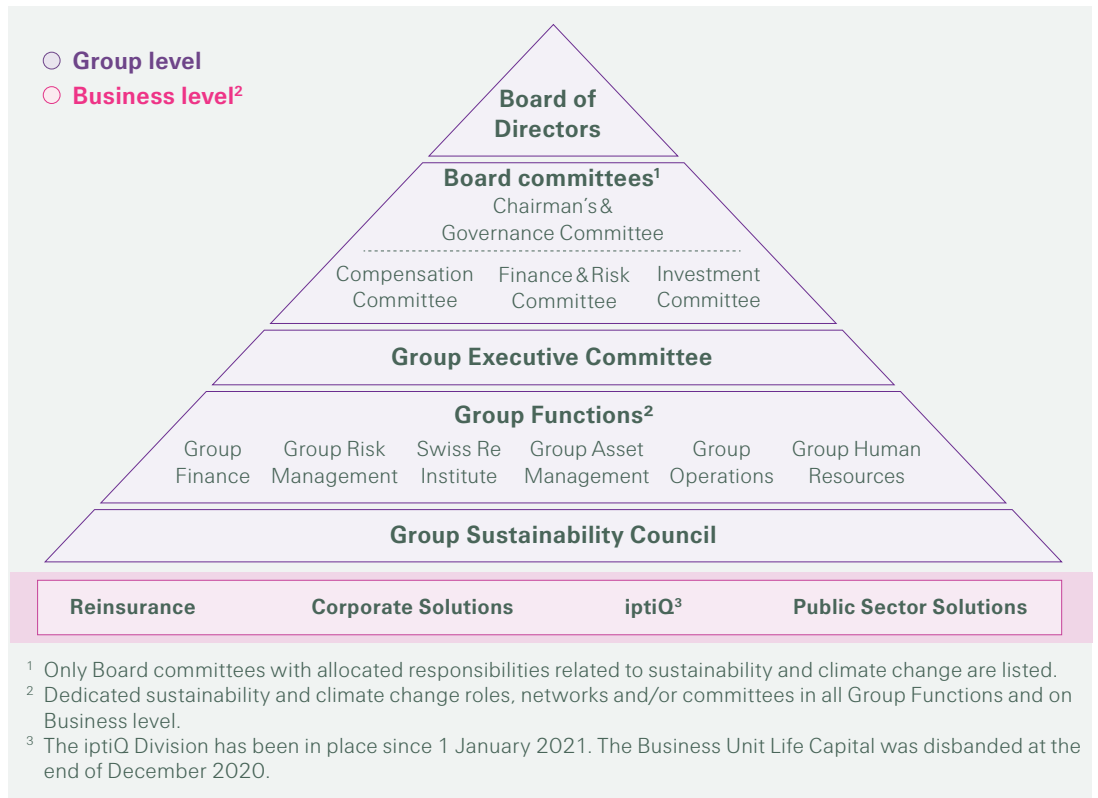 Group level
Business level²
Board of
Directors
Board committees¹
Chairman's &
Governance Committee
Compensation
Committee
Finance & Risk
Committee
Investment
Committee
Group Executive Committee
Group Functions²
Group
Finance
Group Risk
Management
Swiss Re
Institute
Group Asset
Management
Group
Operations
Group Human
Resources
Group Sustainability Council
Reinsurance
Corporate Solutions
iptiQ³
Public Sector Solutions
¹ Only Board committees with allocated responsibilities related to sustainability and climate change are listed.
² Dedicated sustainability and climate change roles, networks and/or committees in all Group Functions and on
Business level.
³ The iptiQ Division has been in place since 1 January 2021. The Business Unit Life Capital was disbanded at the
end of December 2020.